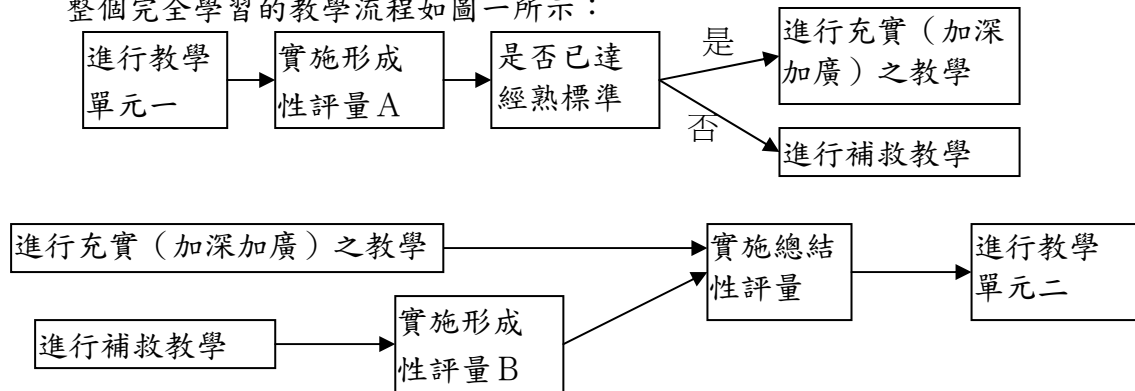 整個完全學習的教學流程如圖一所示：
進行教學
單元一
實施形成
性評量A
是否已達
經熟標準
是
否
進行充實（加深
加廣）之教學
進行補救教學
進行充實（加深加廣）之教學
進行補救教學
實施形成
性評量B
實施總結
性評量
進行教學
單元二